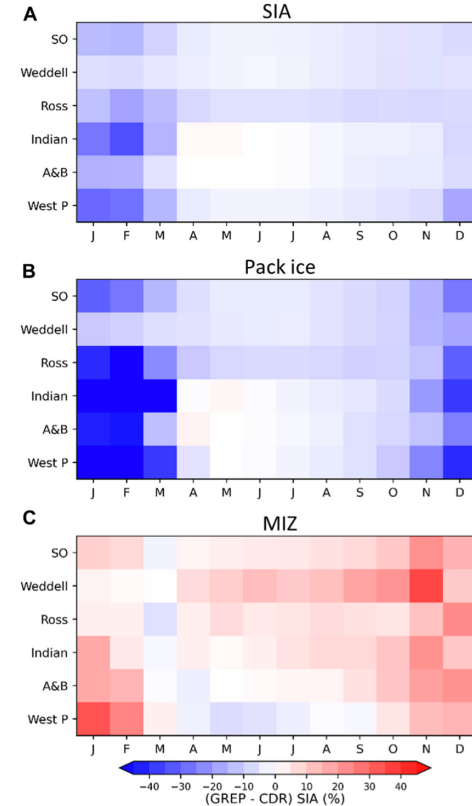 A
SIA
SO
Weddell
Ross
Indian
A&B
West P
J F M A M J J A S O N D
B
Pack ice
SO
Weddell
Ross
Indian
A&B
West P
J F M A M J J A S O N D
C
MIZ
SO
Weddell
Ross
Indian
A&B
West P
J F M A M J J A S O N D
−40 −30 −20 −10 0 10 20 30 40
(GREP - CDR) SIA (%)